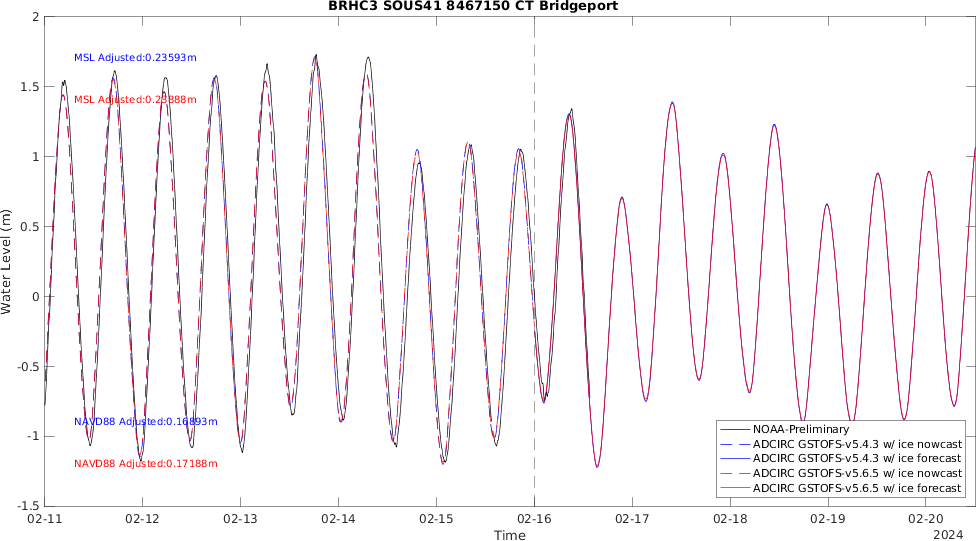 BRHC3 SOUS41 8467150 CT Bridgeport
2
1.5
1
0.5
0
-0.5
-1
-1.5
Water Level (m)
MSL Adjusted:0.23593m
MSL Adjusted:0.23888m
NAVD88 Adjusted:0.16893m
NAVD88 Adjusted:0.17188m
NOAA-Preliminary
ADCIRC GSTOFS-v5.4.3 w/ ice nowcast
ADCIRC GSTOFS-v5.4.3 w/ ice forecast
ADCIRC GSTOFS-v5.6.5 w/ ice nowcast
ADCIRC GSTOFS-v5.6.5 w/ ice forecast
02-11 02-12 02-13 02-14 02-15 02-16 02-17 02-18 02-19 02-20
Time
2024